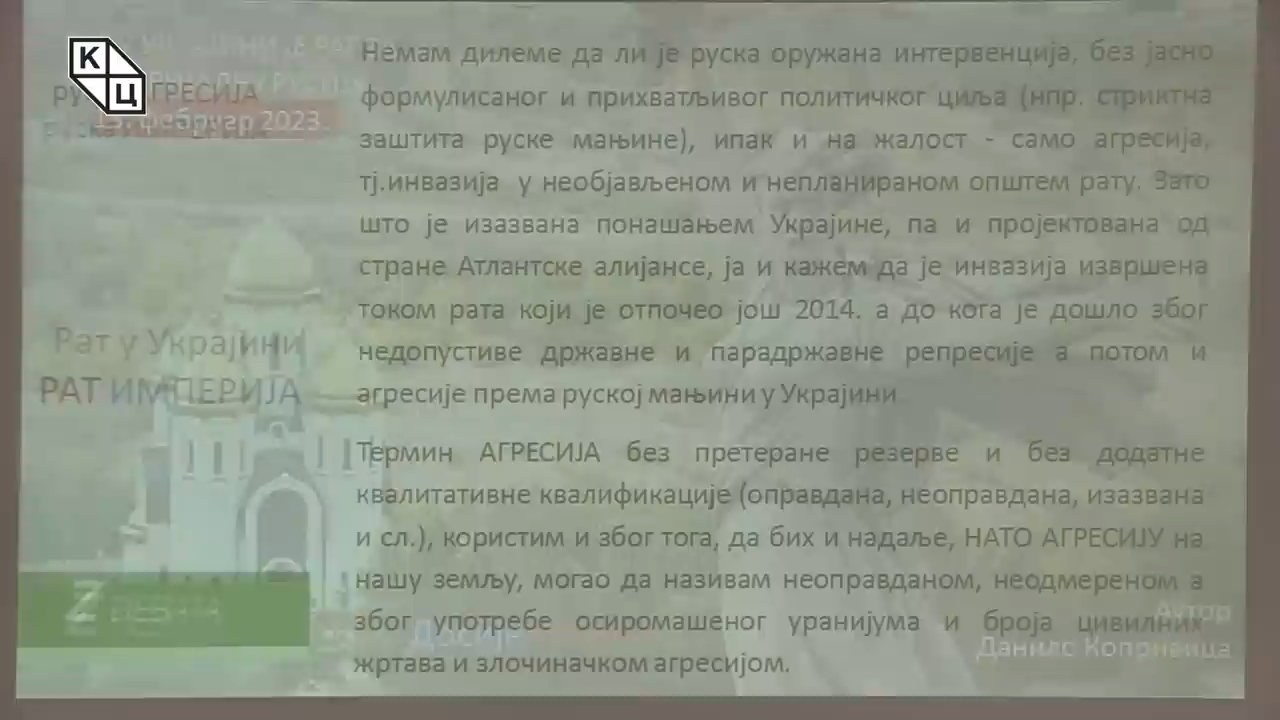 К
Ц
АГРЕСИЈА
15. фебруар 2023.
Рат у Украјини
РАТ ИМПЕРИЈА
Немам дилеме да ли је руска оружана интервенција, без јасно
формулисаног и прихватљивог политичког циља (нпр. стриктна
заштита руске мањине), ипак и на жалост - само агресија,
тј.инвазија у необјављеном и непланираном општем рату. Зато
што је изазвана понашањем Украјине, па и пројектована од
стране Атлантске алијансе, ја и кажем да је инвазија извршена
током рата који је отпочео још 2014. а до кога је дошло због
недопустиве државне и парадржавне репресије а потом и
агресије према руској мањини у Украјини.
Термин АГРЕСИЈА без претеране резерве и без додатне
квалитативне квалификације (оправдана, неоправдана, изазвана
и сл.), користим и због тога, да бих и надаље, НАТО АГРЕСИЈУ на
нашу земљу, могао да називам неоправданом, неодмереном а
због употребе осиромашеног уранијума и броја цивилних
жртава и злочиначком агресијом.
Досије
Аутор
Данило Копривица